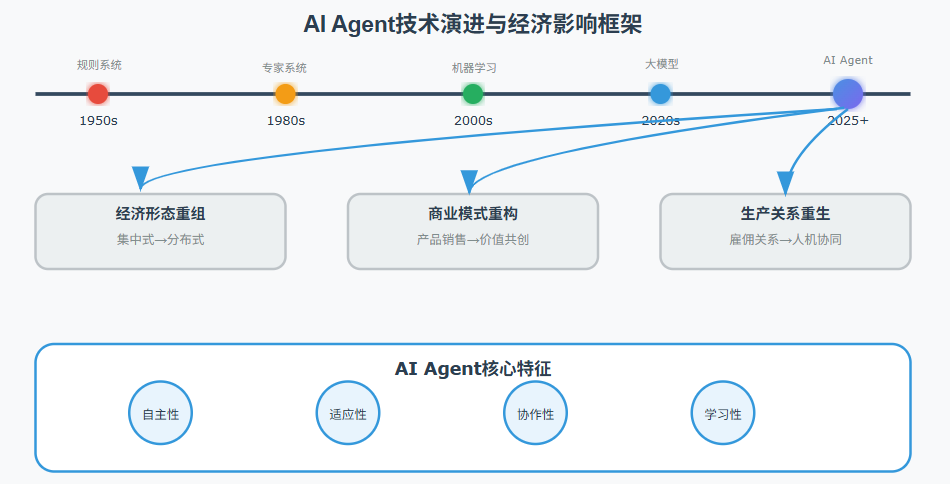 AI Agent技术演进与经济影响框架
规则系统
专家系统
机器学习
大模型
AI Agent
1950s
1980s
2000s
2020s
2025+
经济形态重组
集中式→分布式
商业模式重构
产品销售→价值共创
生产关系重生
雇佣关系→人机协同
AI Agent核心特征
自主性
适应性
协作性
学习性